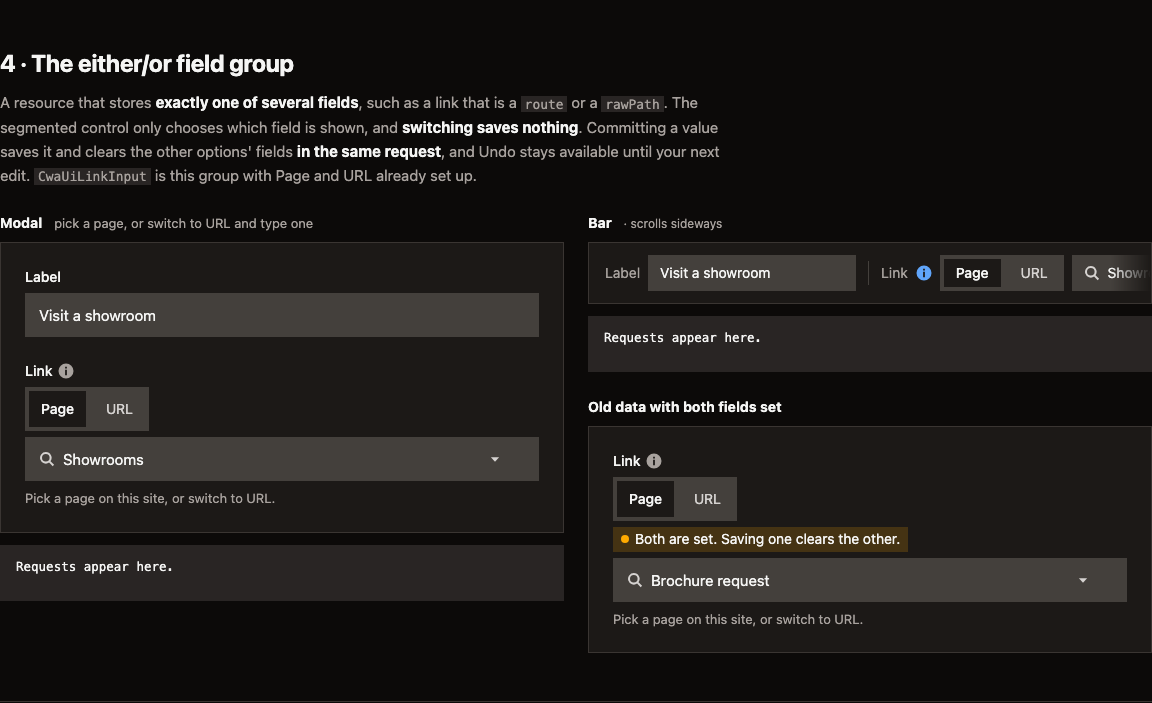 4 · The either/or field group
A resource that stores exactly one of several fields, such as a link that is a route or a rawPath. The
segmented control only chooses which field is shown, and switching saves nothing. Committing a value
saves it and clears the other options' fields in the same request, and Undo stays available until your next
edit. CwaUiLinkInput is this group with Page and URL already set up.
Modal pick a page, or switch to URL and type one
Label
Visit a showroom
Link
Page URL
Showrooms
Pick a page on this site, or switch to URL.
Requests appear here.
Bar · scrolls sideways
Label Visit a showroom Link Page URL
Requests appear here.
Old data with both fields set
Link
Page URL
Both are set. Saving one clears the other.
Brochure request
Pick a page on this site, or switch to URL.